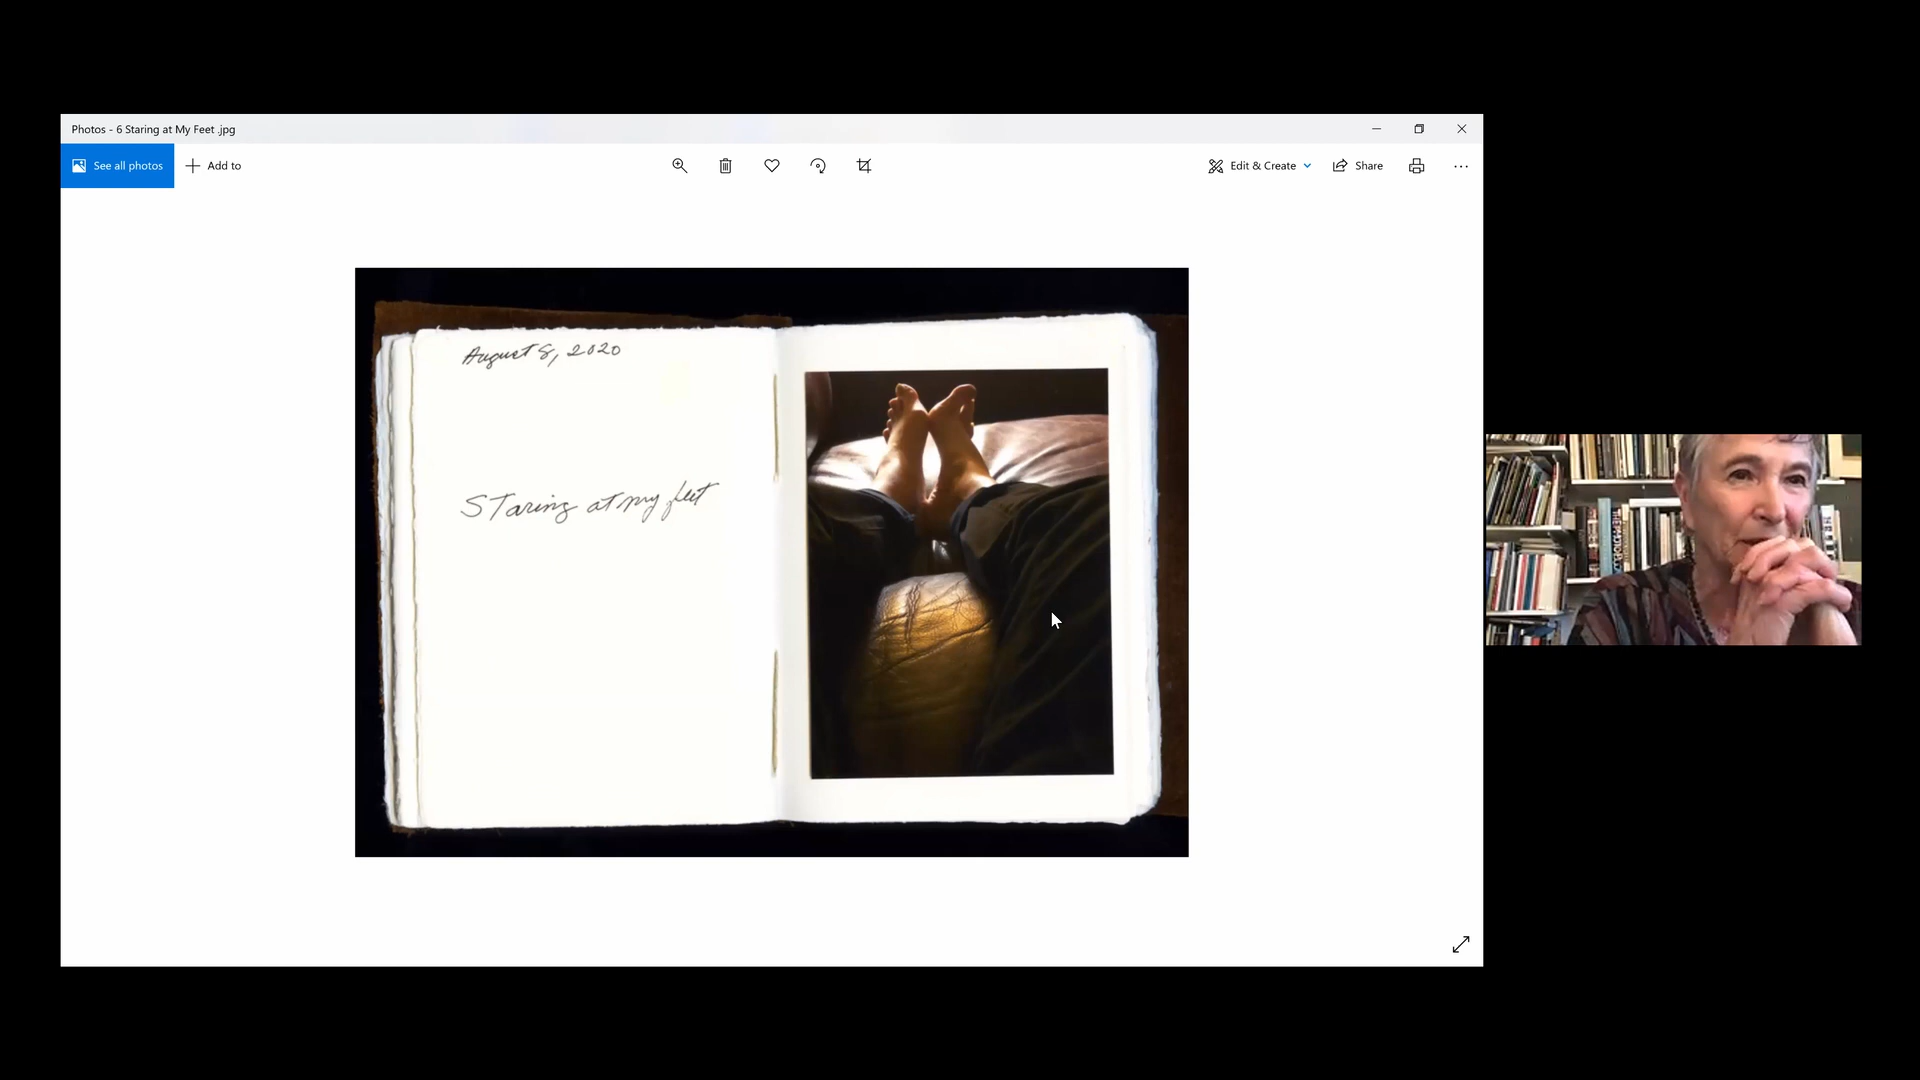 Photos - 6 Staring at My Feet .jpg
See all photos
Add to
Edit & Create
Share
August 8, 2020
Staring at my feet